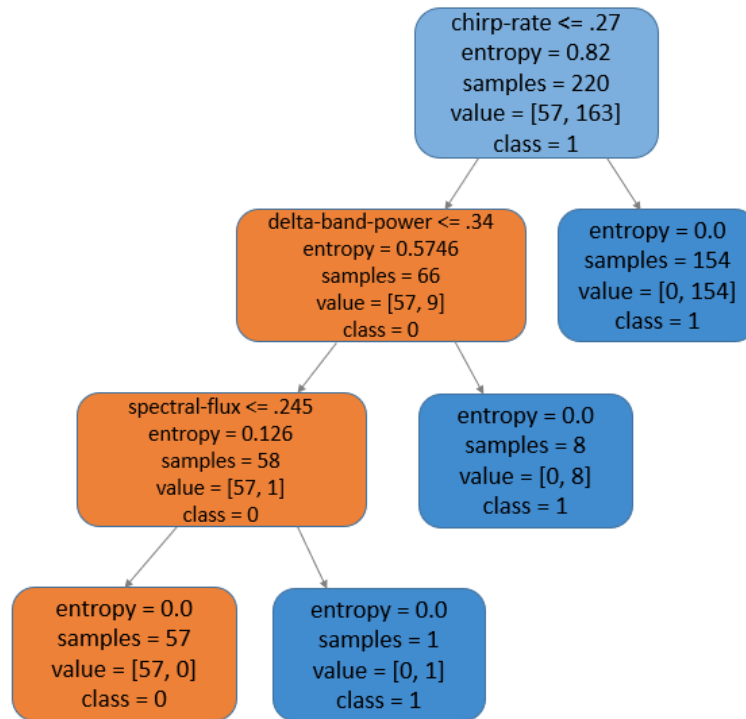 chirp-rate <= .27
entropy = 0.82
samples = 220
value = [57, 163]
class = 1
delta-band-power <= .34
entropy = 0.5746
samples = 66
value = [57, 9]
class = 0
entropy = 0.0
samples = 154
value = [0, 154]
class = 1
spectral-flux <= .245
entropy = 0.126
samples = 58
value = [57, 1]
class = 0
entropy = 0.0
samples = 8
value = [0, 8]
class = 1
entropy = 0.0
samples = 57
value = [57, 0]
class = 0
entropy = 0.0
samples = 1
value = [0, 1]
class = 1